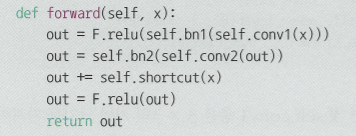 def forward(self, x):
    out = F.relu(self.bn1(self.conv1(x)))
    out = self.bn2(self.conv2(out))
    out += self.shortcut(x)
    out = F.relu(out)
    return out